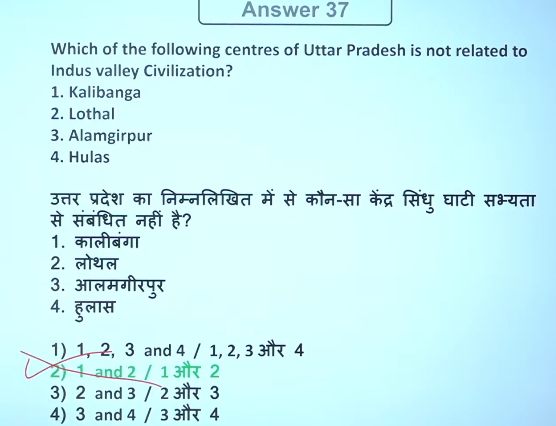 Answer 37
Which of the following centres of Uttar Pradesh is not related to
Indus valley Civilization?
1. Kalibanga
2. Lothal
3. Alamgirpur
4. Hulas
उत्तर प्रदेश का निम्नलिखित में से कौन-सा केंद्र सिंधु घाटी सभ्यता
से संबंधित नहीं है?
1. कालीबंगा
2. लोथल
3. आलमगीरपुर
4. हुलास
1) 1, 2, 3 and 4 / 1, 2, 3 और 4
2) 1 and 2 / 1 और 2
3) 2 and 3 / 2 और 3
4) 3 and 4 / 3 और 4